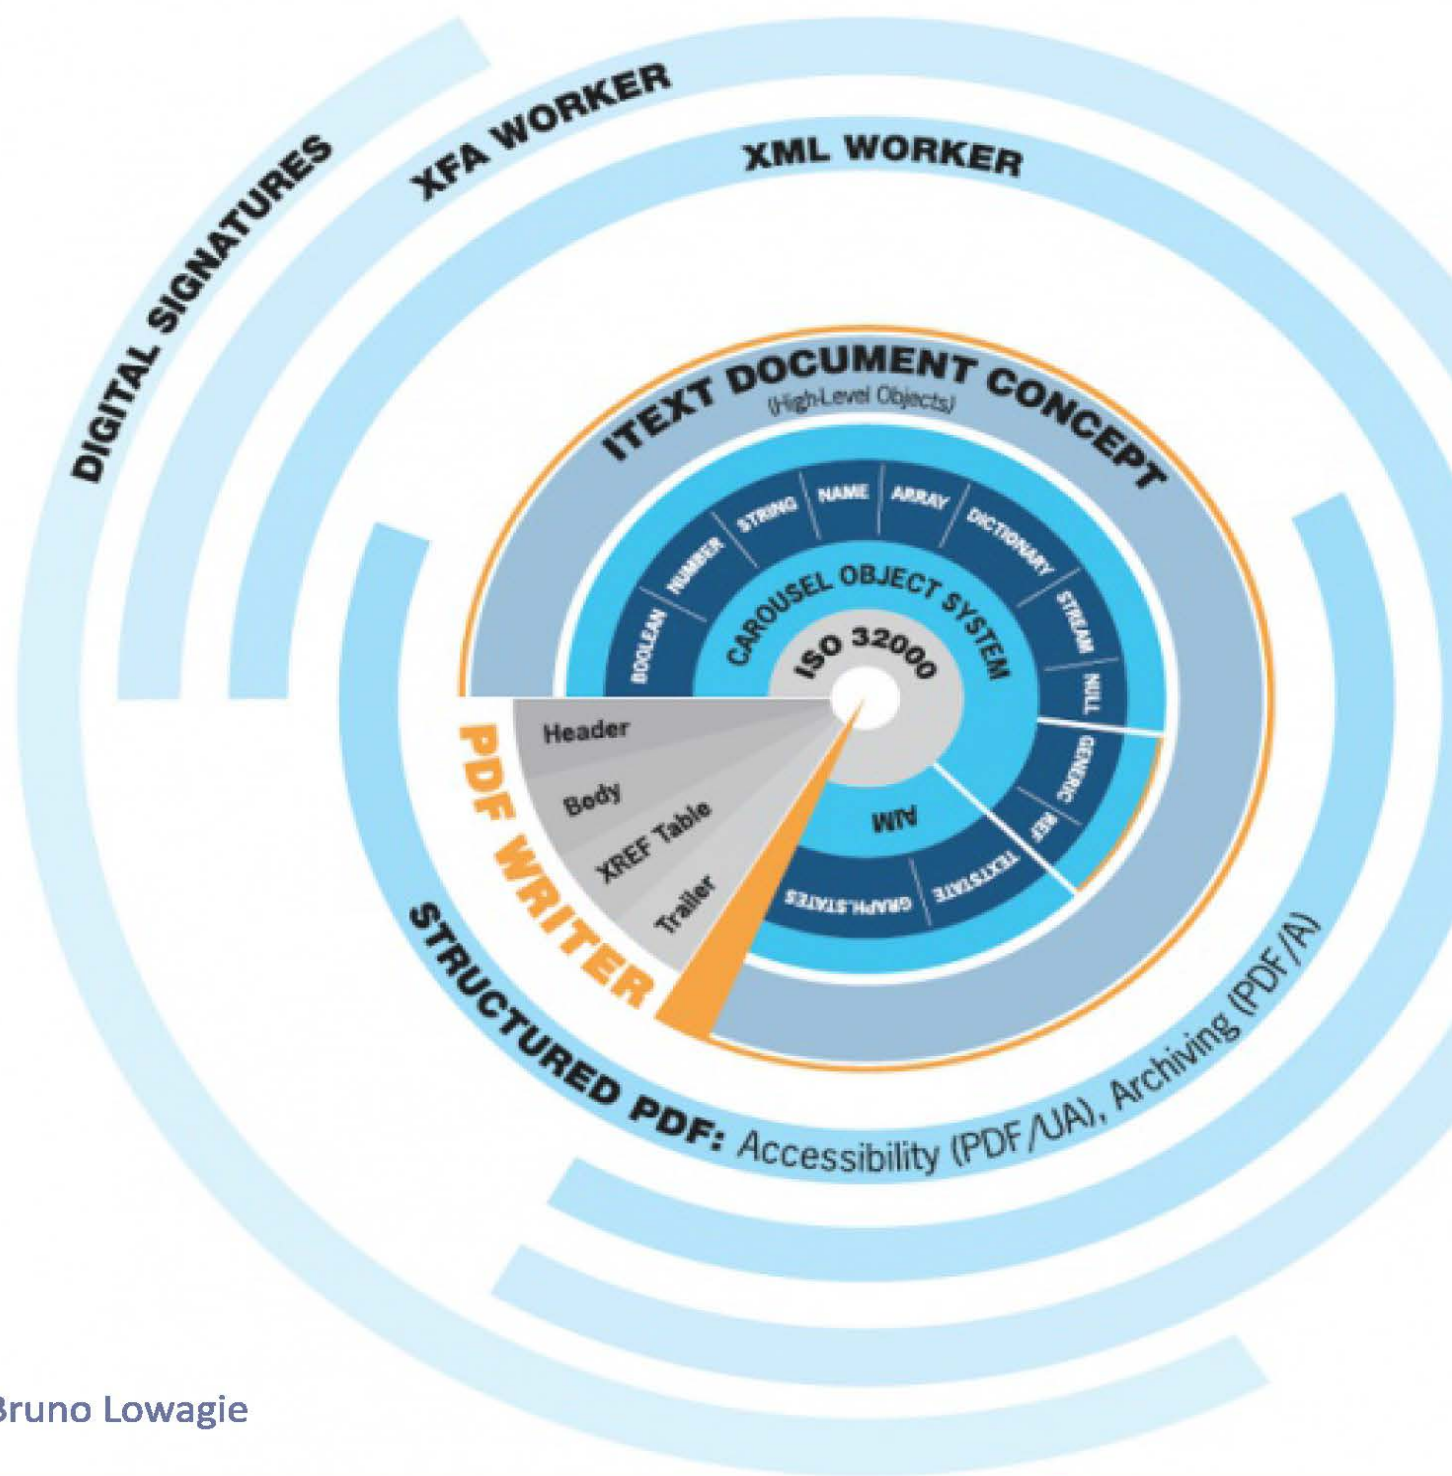 DIGITAL SIGNATURES
XFA WORKER
XML WORKER
ITEXT DOCUMENT CONCEPT
(High-Level Objects)
BOOLEAN
NUMBER
STRING
NAME
ARRAY
DICTIONARY
STREAM
NULL
GENERIC
REF
TEXTSTATE
GRAPH.STATES
CAROUSEL OBJECT SYSTEM
AIM
ISO 32000
Header
Body
XREF Table
Trailer
PDF WRITER
STRUCTURED PDF: Accessibility (PDF/UA), Archiving (PDF/A)
Bruno Lowagie